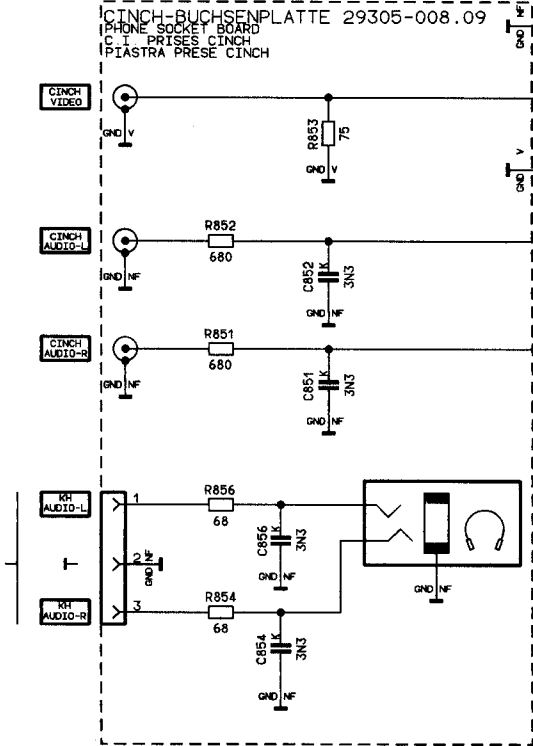 CINCH-BUCHSENPLATTE 29305-008.09
PHONE SOCKET BOARD
C.I. PRISES CINCH
PIASTRA PRESE CINCH
GND NF
CINCH
VIDEO
GND V
R853
75
GND V
GND V
CINCH
AUDIO-L
R852
680
GND NF
C852
K
3N3
GND NF
CINCH
AUDIO-R
R851
680
GND NF
C851
K
3N3
GND NF
KH
AUDIO-L
1
R856
68
C856
K
3N3
GND NF
2
GND NF
GND NF
KH
AUDIO-R
3
R854
68
C854
K
3N3
GND NF